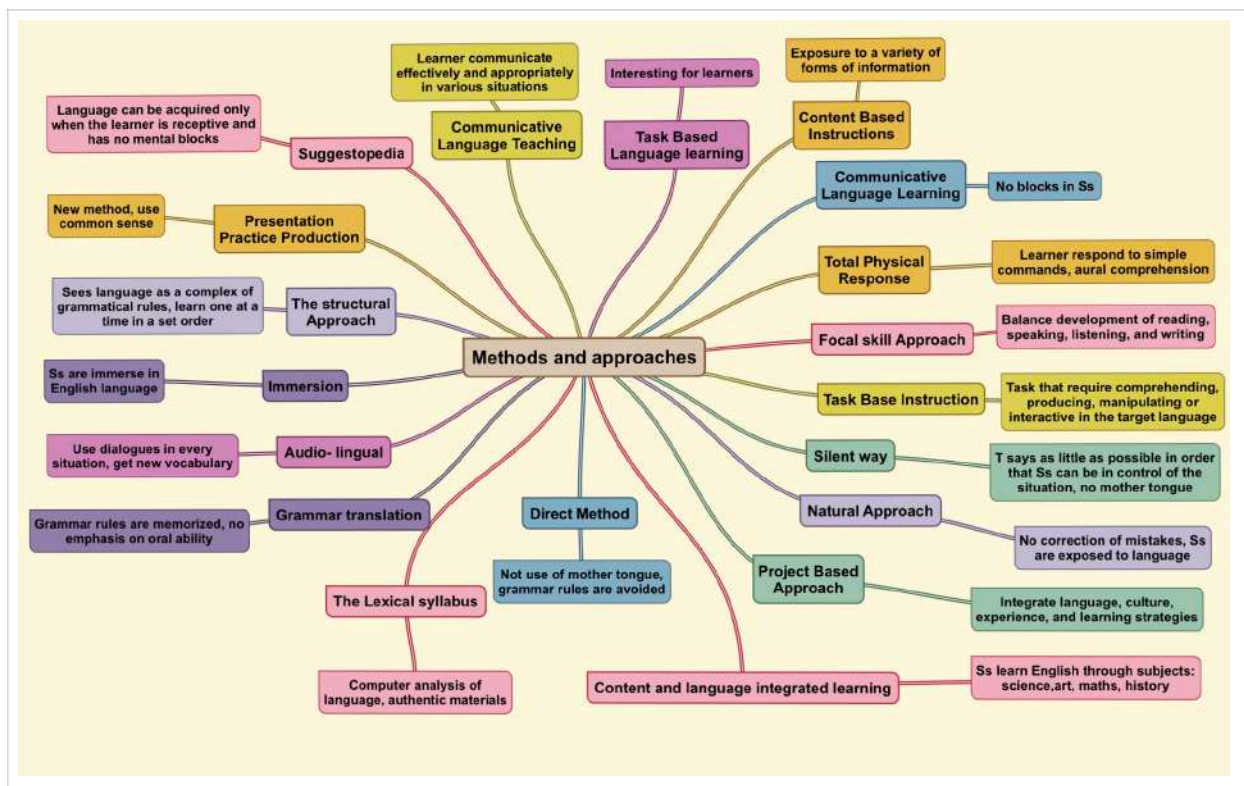 Learner communicate
effectively and appropriately
in various situations
Communicative
Language Teaching
Interesting for learners
Task Based
Language learning
Exposure to a variety of
forms of information
Content Based
Instructions
Language can be acquired only
when the learner is receptive and
has no mental blocks
Suggestopedia
Communicative
Language Learning
No blocks in Ss
New method, use
common sense
Presentation
Practice Production
Total Physical
Response
Learner respond to simple
commands, aural comprehension
Sees language as a complex of
grammatical rules, learn one at a
time in a set order
The structural
Approach
Focal skill Approach
Balance development of reading,
speaking, listening, and writing
Methods and approaches
Ss are immerse in
English language
Immersion
Task Base Instruction
Task that require comprehending,
producing, manipulating or
interactive in the target language
Use dialogues in every
situation, get new vocabulary
Audio- lingual
Silent way
T says as little as possible in order
that Ss can be in control of the
situation, no mother tongue
Grammar rules are memorized, no
emphasis on oral ability
Grammar translation
Direct Method
Not use of mother tongue,
grammar rules are avoided
Natural Approach
No correction of mistakes, Ss
are exposed to language
Project Based
Approach
Integrate language, culture,
experience, and learning strategies
The Lexical syllabus
Computer analysis of
language, authentic materials
Content and language integrated learning
Ss learn English through subjects:
science,art, maths, history